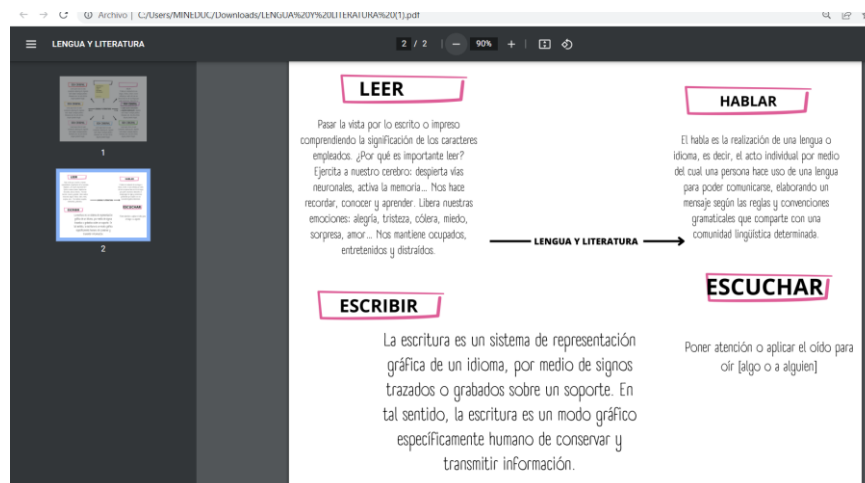 Archivo | C:/Users/MINEDUC/Downloads/LENGUA%20Y%20LITERATURA%20(1).pdf
LENGUA Y LITERATURA
2 / 2 | — 90% +
1
2
LEER
Pasar la vista por lo escrito o impreso
comprendiendo la significación de los caracteres
empleados. ¿Por qué es importante leer?
Ejercita a nuestro cerebro: despierta vías
neuronales, activa la memoria... Nos hace
recordar, conocer y aprender. Libera nuestras
emociones: alegría, tristeza, cólera, miedo,
sorpresa, amor... Nos mantiene ocupados,
entretenidos y distraídos.
HABLAR
El habla es la realización de una lengua o
idioma, es decir, el acto individual por medio
del cual una persona hace uso de una lengua
para poder comunicarse, elaborando un
mensaje según las reglas y convenciones
gramaticales que comparte con una
comunidad lingüística determinada.
LENGUA Y LITERATURA
ESCRIBIR
La escritura es un sistema de representación
gráfica de un idioma, por medio de signos
trazados o grabados sobre un soporte. En
tal sentido, la escritura es un modo gráfico
específicamente humano de conservar y
transmitir información.
ESCUCHAR
Poner atención o aplicar el oído para
oír [algo o a alguien]